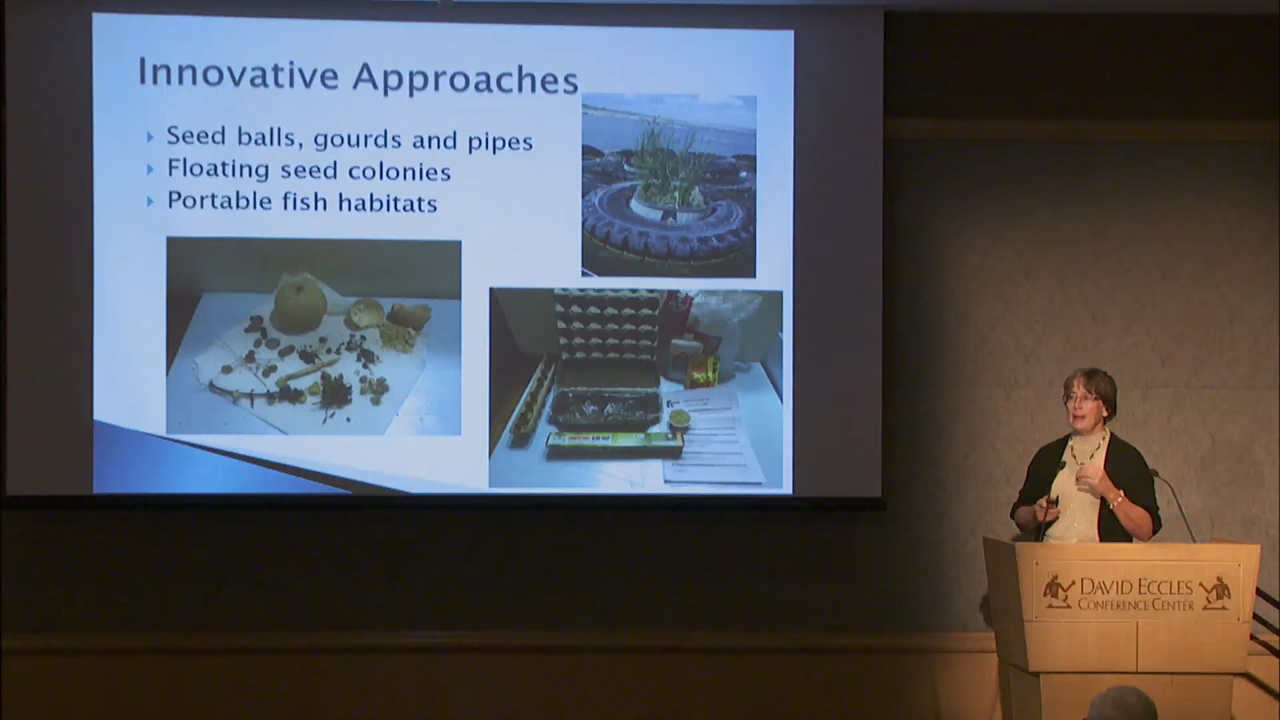 Innovative Approaches
Seed balls, gourds and pipes
Floating seed colonies
Portable fish habitats
DAVID ECCLES
CONFERENCE CENTER